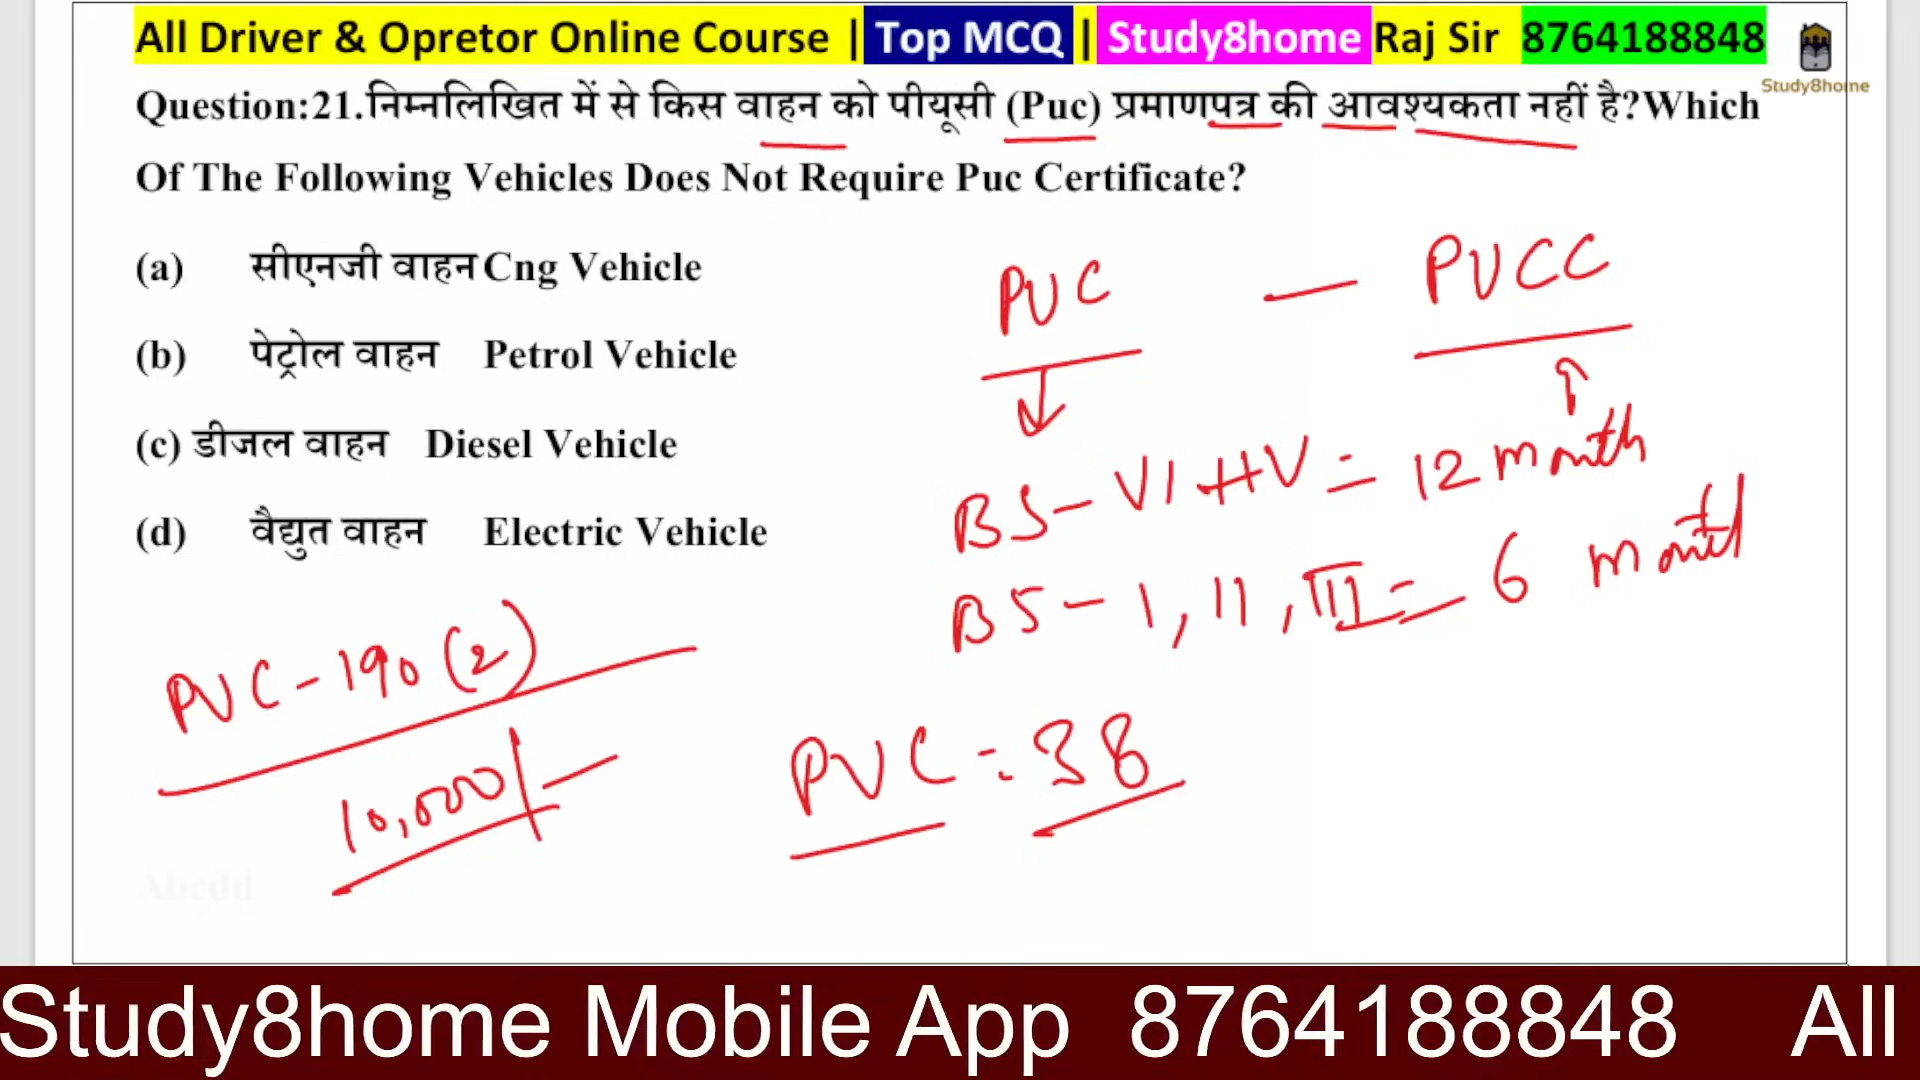 All Driver & Opretor Online Course | Top MCQ | Study8home Raj Sir 8764188848
Study8home
Question:21.निम्नलिखित में से किस वाहन को पीयूसी (Puc) प्रमाणपत्र की आवश्यकता नहीं है?Which
Of The Following Vehicles Does Not Require Puc Certificate?
(a) सीएनजी वाहन Cng Vehicle
(b) पेट्रोल वाहन Petrol Vehicle
(c) डीजल वाहन Diesel Vehicle
(d) वैद्युत वाहन Electric Vehicle
PUC - PUCC
BS-VI HV = 12 month
BS - I, II, III = 6 month
PUC-190(2)
10,000/-
PUC = 38
Study8home Mobile App 8764188848 All